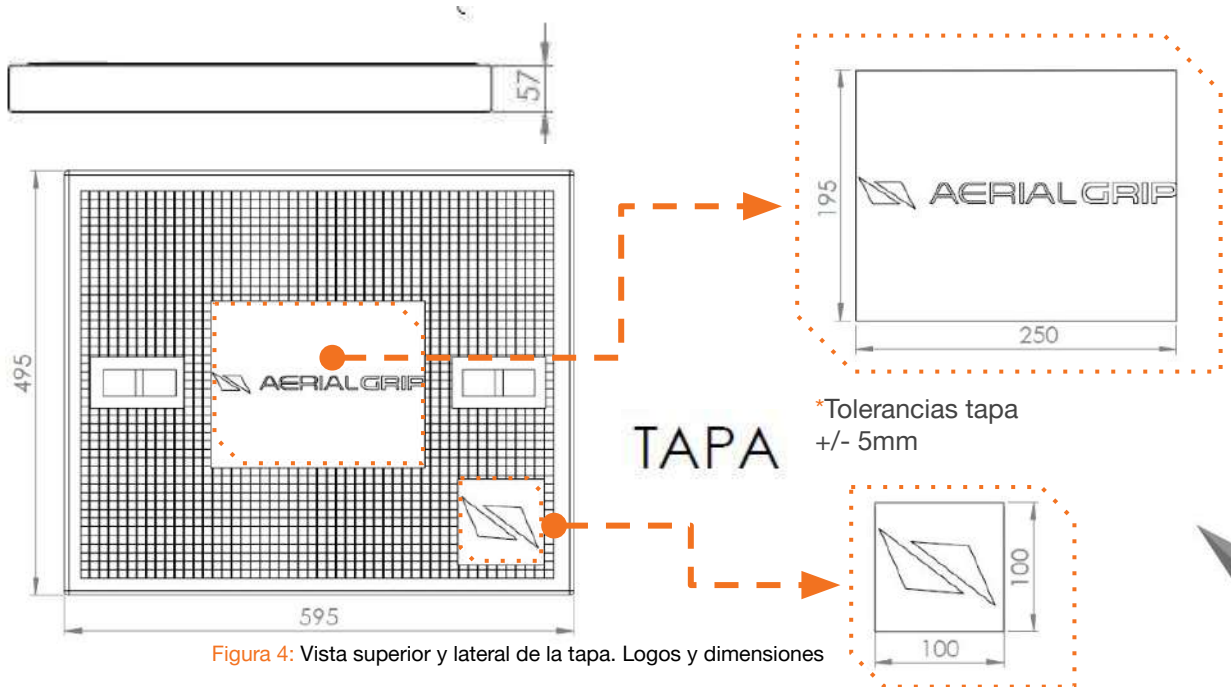 57
495
AERIALGRIP
595
195
AERIALGRIP
250
*Tolerancias tapa
+/- 5mm
TAPA
100
100
Figura 4: Vista superior y lateral de la tapa. Logos y dimensiones